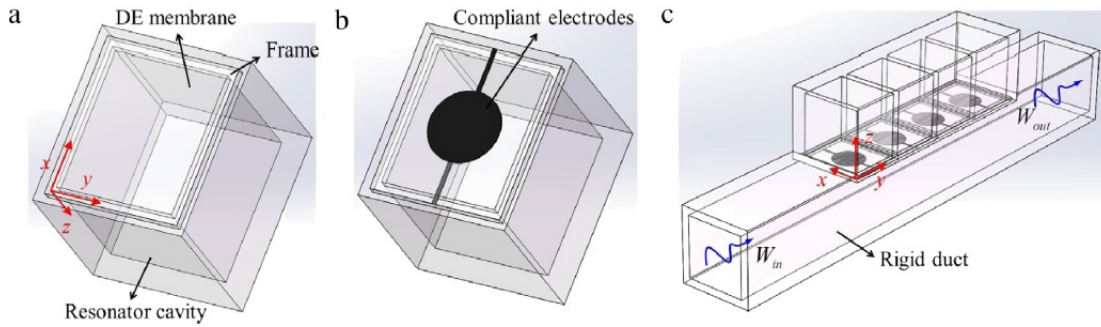 a
DE membrane
Frame
x
y
z
Resonator cavity
b
Compliant electrodes
c
W_out
z
x
y
W_in
Rigid duct